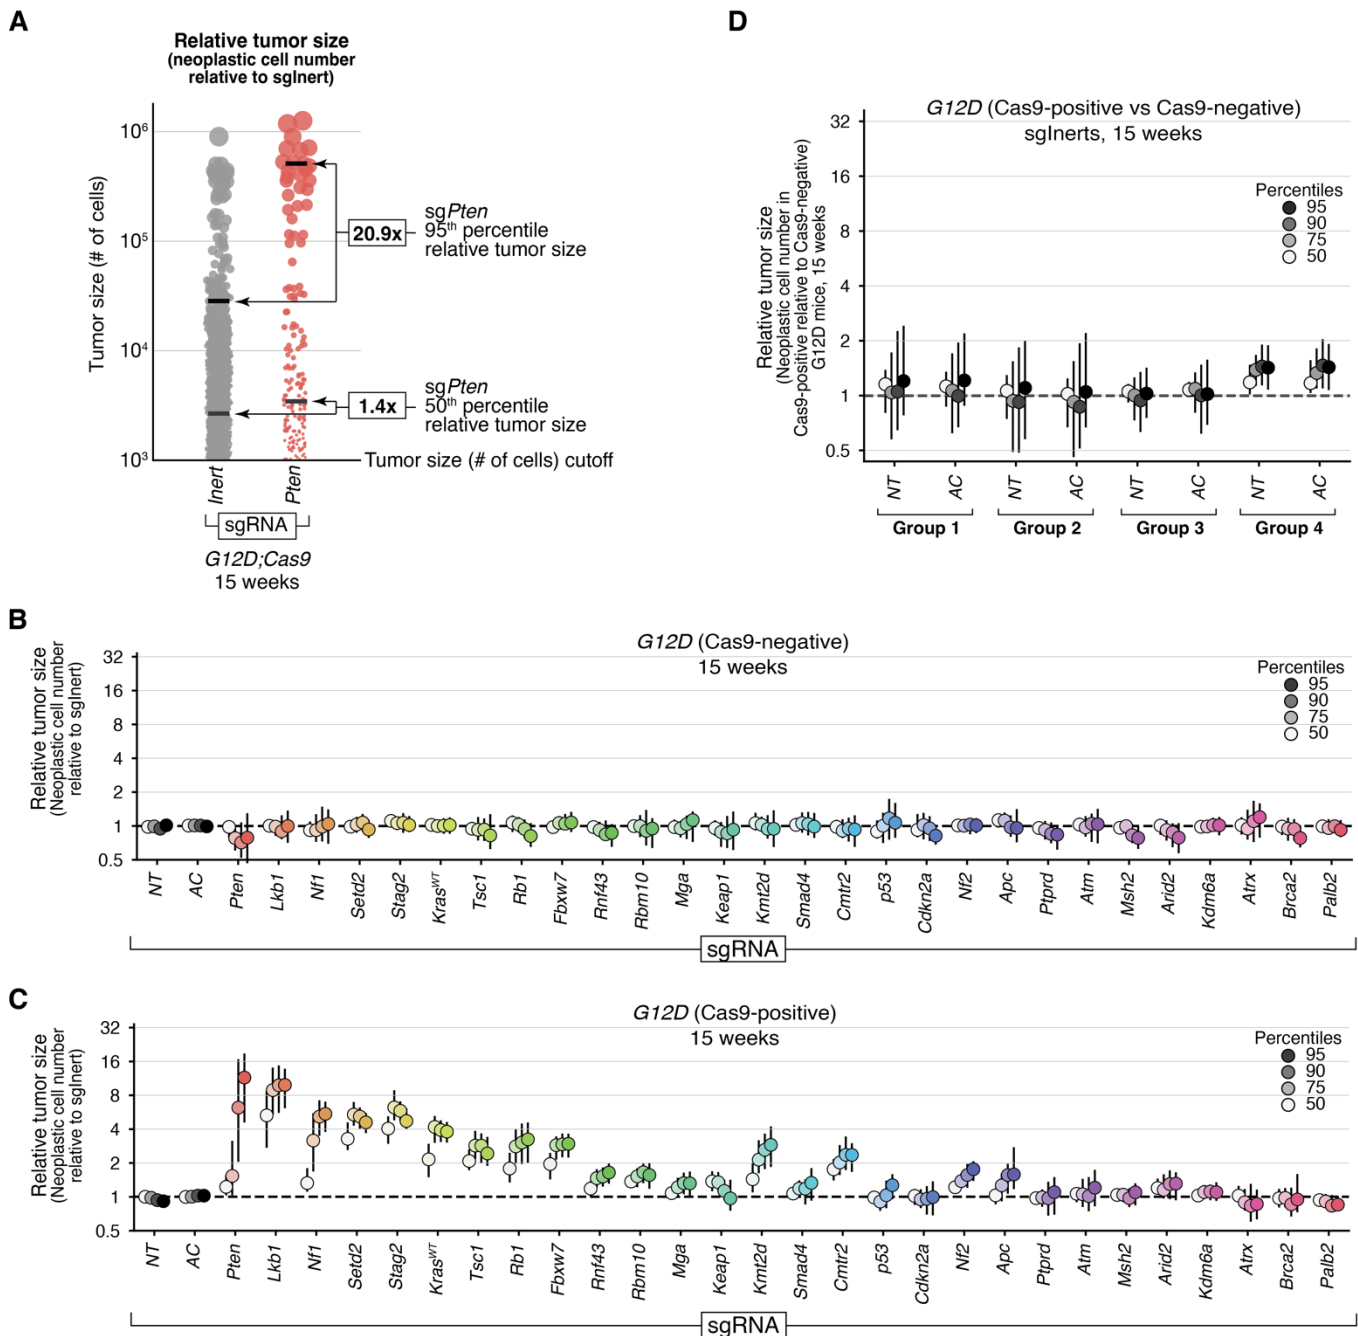 A
Relative tumor size
(neoplastic cell number
relative to sgInert)
Tumor size (# of cells)
10⁶
10⁵
10⁴
10³
20.9x
sgPten
95ᵗʰ percentile
relative tumor size
1.4x
sgPten
50ᵗʰ percentile
relative tumor size
Tumor size (# of cells) cutoff
Inert
Pten
sgRNA
G12D;Cas9
15 weeks
D
G12D (Cas9-positive vs Cas9-negative)
sgInerts, 15 weeks
Relative tumor size
(Neoplastic cell number in
Cas9-positive relative to Cas9-negative)
G12D mice, 15 weeks
32
16
8
4
2
1
0.5
Percentiles
95
90
75
50
NT
AC
NT
AC
NT
AC
NT
AC
Group 1
Group 2
Group 3
Group 4
B
G12D (Cas9-negative)
15 weeks
Relative tumor size
(Neoplastic cell number
relative to sgInert)
32
16
8
4
2
1
0.5
Percentiles
95
90
75
50
NT
AC
Pten
Lkb1
Nf1
Setd2
Stag2
Krasᵂᵀ
Tsc1
Rb1
Fbxw7
Rnf43
Rbm10
Mga
Keap1
Kmt2d
Smad4
Cmtr2
p53
Cdkn2a
Nf2
Apc
Ptprd
Atm
Msh2
Arid2
Kdm6a
Atrx
Brca2
Palb2
sgRNA
C
G12D (Cas9-positive)
15 weeks
Relative tumor size
(Neoplastic cell number
relative to sgInert)
32
16
8
4
2
1
0.5
Percentiles
95
90
75
50
NT
AC
Pten
Lkb1
Nf1
Setd2
Stag2
Krasᵂᵀ
Tsc1
Rb1
Fbxw7
Rnf43
Rbm10
Mga
Keap1
Kmt2d
Smad4
Cmtr2
p53
Cdkn2a
Nf2
Apc
Ptprd
Atm
Msh2
Arid2
Kdm6a
Atrx
Brca2
Palb2
sgRNA